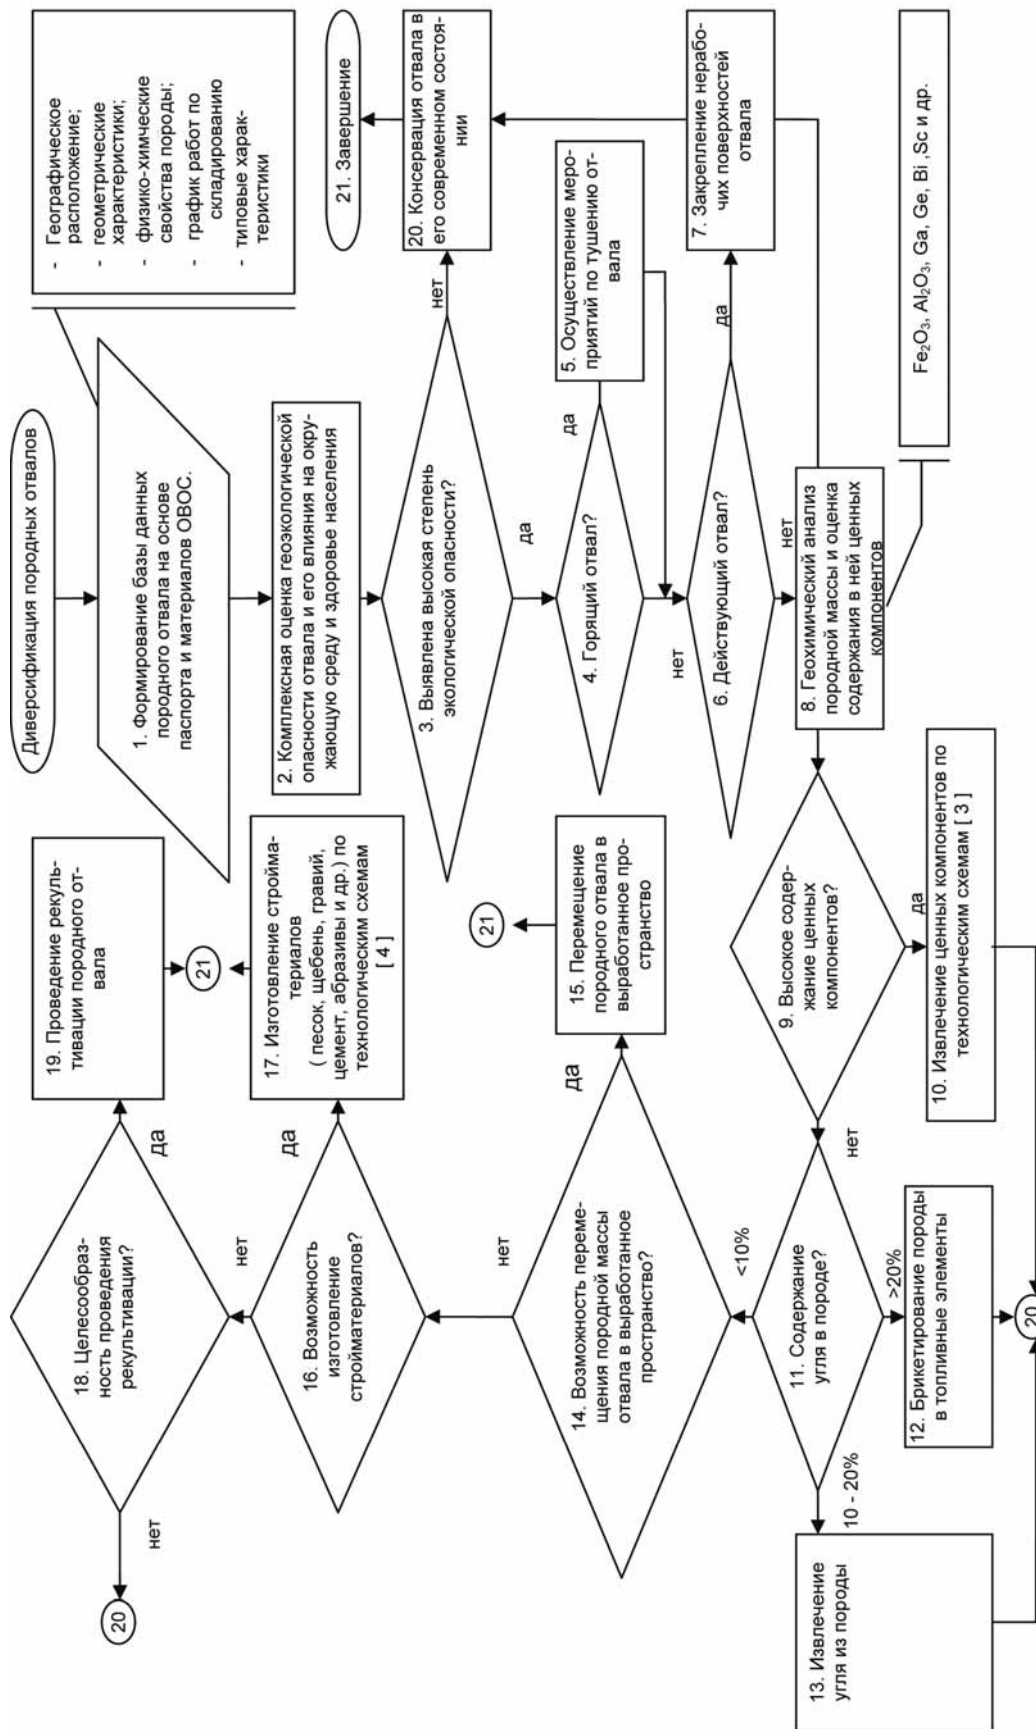 Диверсификация породных отвалов
1. Формирование базы данных
породного отвала на основе
паспорта и материалов ОВОС.
- Географическое
расположение;
- геометрические
характеристики;
- физико-химические
свойства породы;
- график работ по
складированию
- типовые харак-
теристики
2. Комплексная оценка геоэкологической
опасности отвала и его влияния на окру-
жающую среду и здоровье населения
3. Выявлена высокая степень
экологической опасности?
нет
да
20. Консервация отвала в
его современном состоя-
нии
21. Завершение
4. Горящий отвал?
да
нет
5. Осуществление меро-
приятий по тушению от-
вала
6. Действующий отвал?
да
нет
7. Закрепление нерабо-
чих поверхностей
отвала
8. Геохимический анализ
породной массы и оценка
содержания в ней ценных
компонентов
Fe₂O₃, Al₂O₃, Ga, Ge, Bi ,Sc и др.
9. Высокое содер-
жание ценных
компонентов?
да
нет
10. Извлечение ценных компонентов по
технологическим схемам [ 3 ]
11. Содержание
угля в породе?
<10%
>20%
10 - 20%
12. Брикетирование породы
в топливные элементы
20
13. Извлечение
угля из породы
14. Возможность переме-
щения породной массы
отвала в выработанное
пространство?
да
нет
15. Перемещение
породного отвала в
выработанное про-
странство
21
16. Возможность
изготовление
стройматериалов?
да
нет
17. Изготовление стройма-
териалов
( песок, щебень, гравий,
цемент, абразивы и др.) по
технологическим схемам
[ 4 ]
21
18. Целесообраз-
ность проведения
рекультивации?
да
нет
19. Проведение рекуль-
тивации породного от-
вала
20